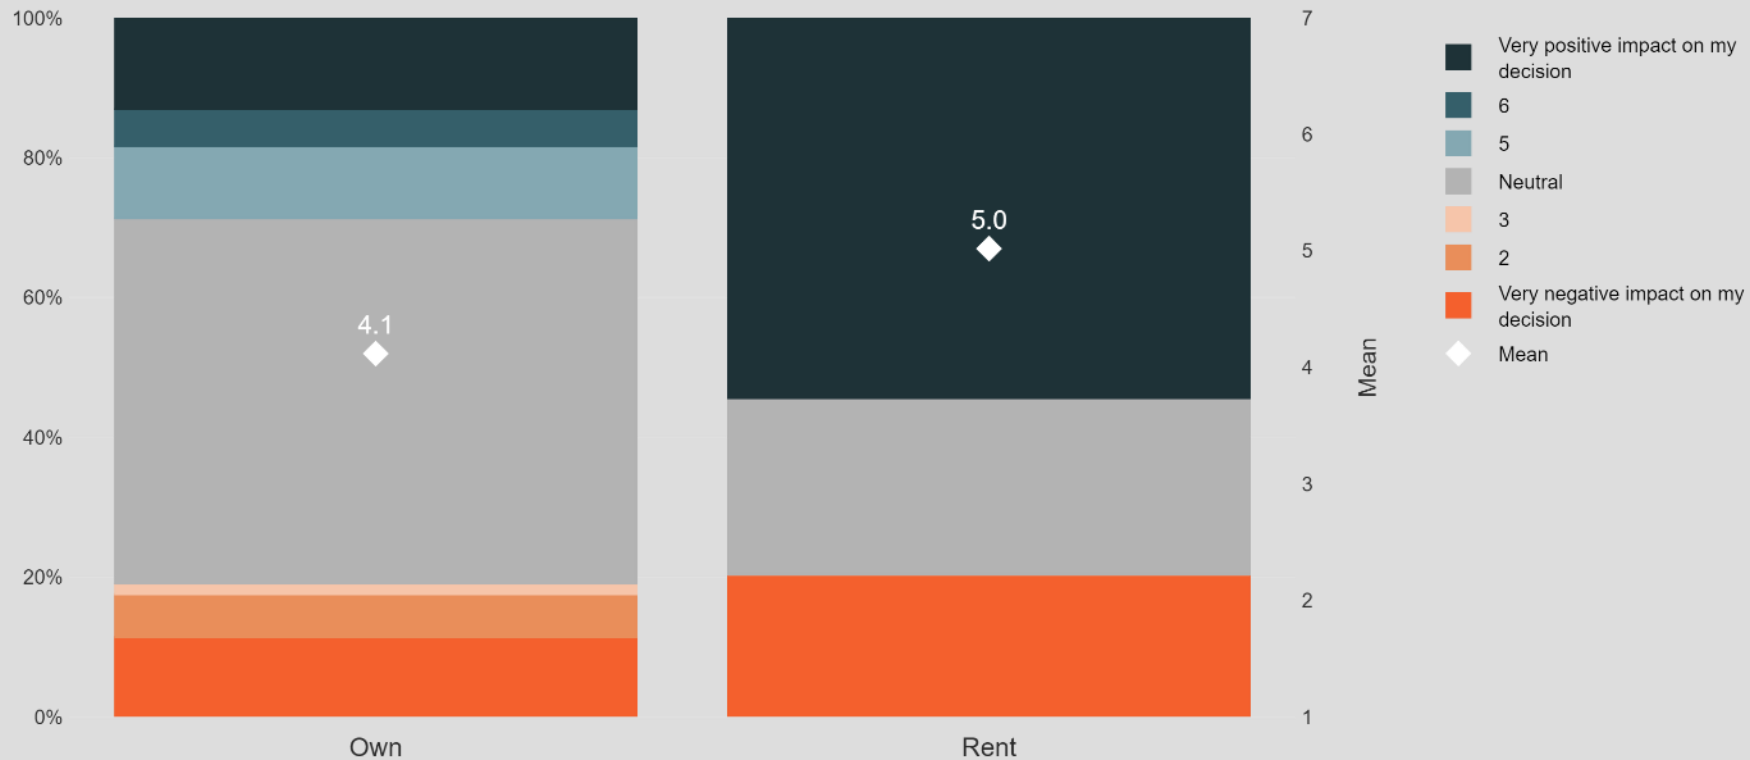 100%
80%
60%
40%
20%
0%
4.1
5.0
Own
Rent
7
6
5
4
3
2
1
Mean
Very positive impact on my
decision
6
5
Neutral
3
2
Very negative impact on my
decision
Mean